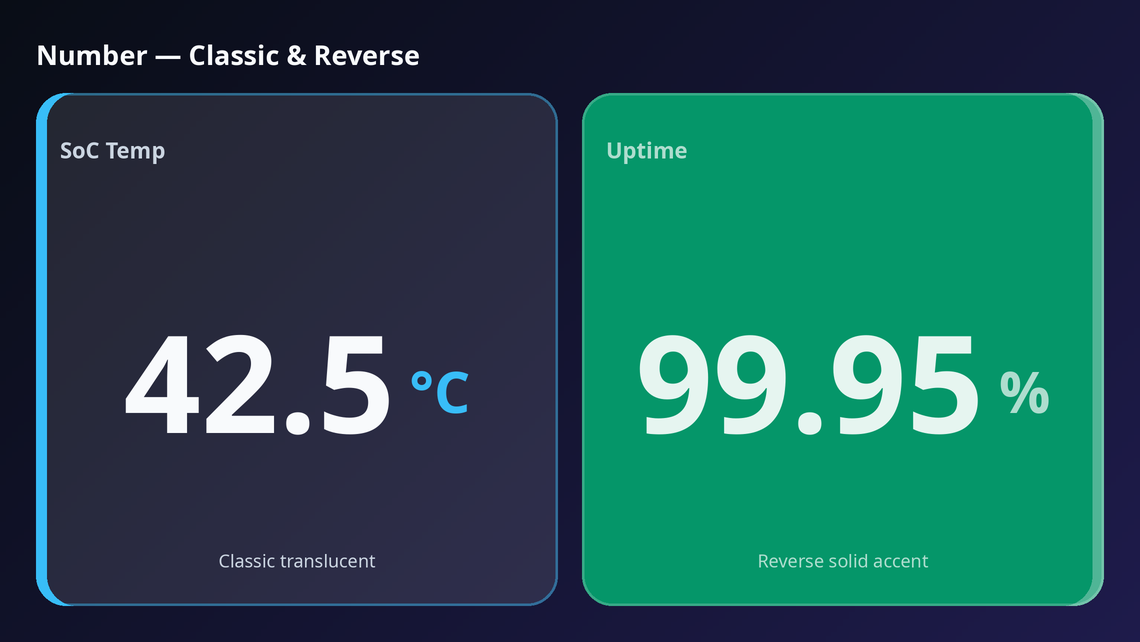 Number — Classic & Reverse
SoC Temp
42.5 °C
Classic translucent
Uptime
99.95 %
Reverse solid accent